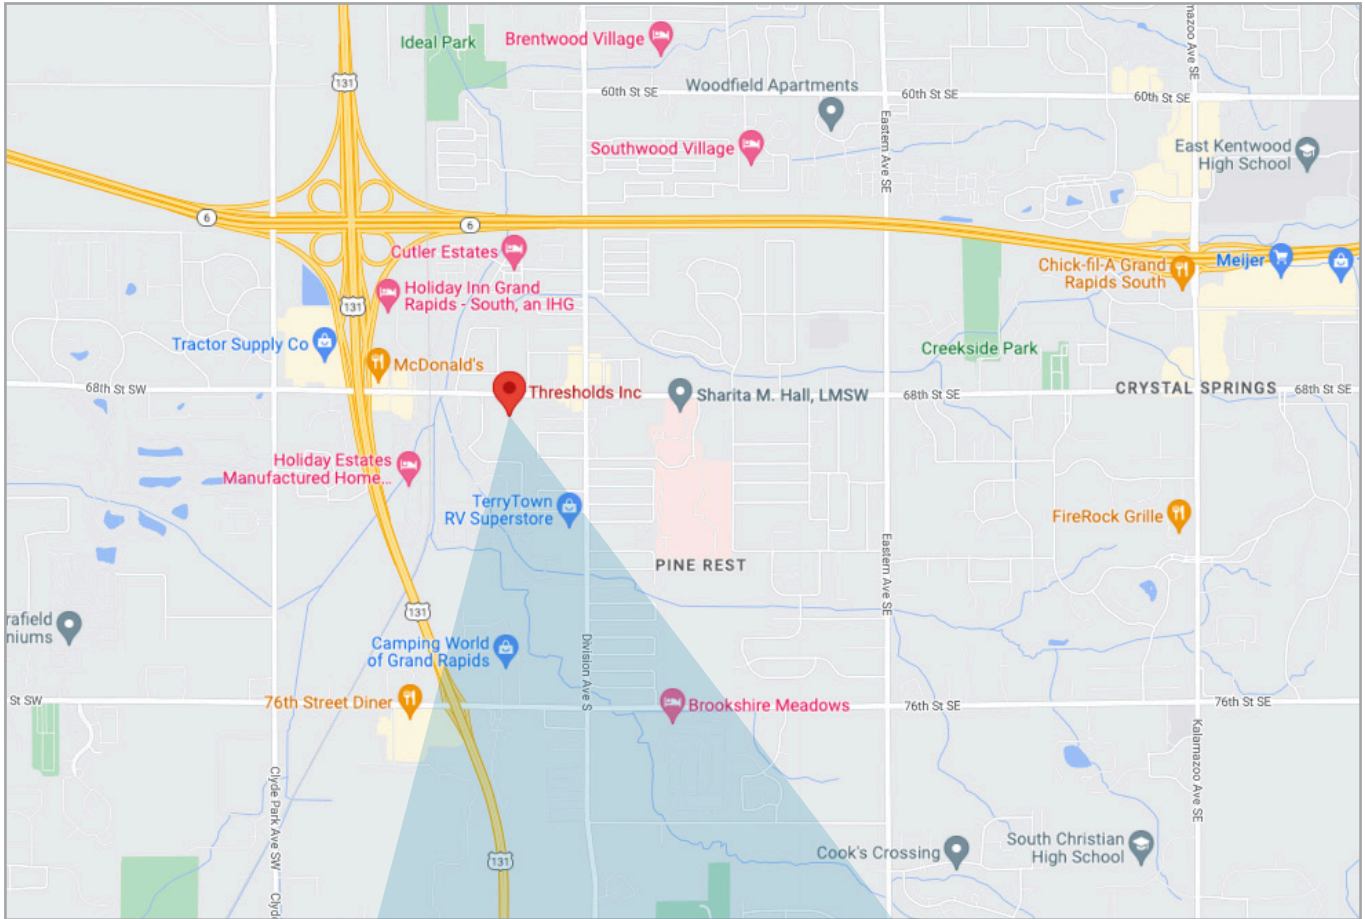 Ideal Park
Brentwood Village
131
60th St SE
Woodfield Apartments
60th St SE
60th St SE
mazoo Ave SE
Eastern Ave SE
Southwood Village
East Kentwood
High School
6
6
Cutler Estates
Chick-fil-A Grand
Rapids South
Meijer
Holiday Inn Grand
Rapids - South, an IHG
131
Tractor Supply Co
McDonald's
Creekside Park
68th St SW
Thresholds Inc
Sharita M. Hall, LMSW
68th St SE
CRYSTAL SPRINGS
68th St SE
Holiday Estates
Manufactured Home...
TerryTown
RV Superstore
FireRock Grille
PINE REST
Eastern Ave SE
131
rafield
niums
Camping World
of Grand Rapids
Division Ave S
St SW
76th Street Diner
Brookshire Meadows
76th St SE
76th St SE
Kalamazoo Ave SE
Clyde Park Ave SW
Cook's Crossing
South Christian
High School
131
Clyde